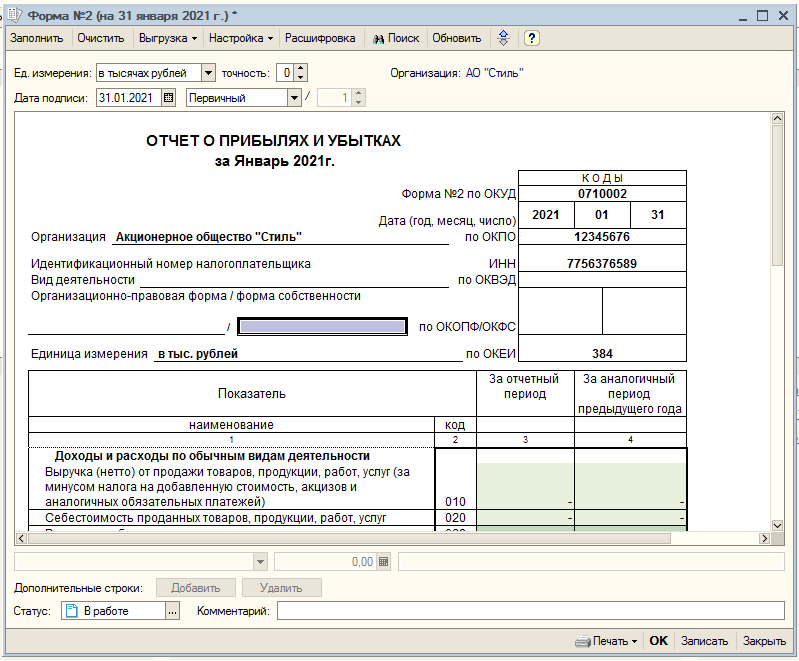 Форма №2 (на 31 января 2021 г.) *
Заполнить Очистить Выгрузка Настройка Расшифровка Поиск Обновить ?
Ед. измерения: в тысячах рублей точность: 0 Организация: АО "Стиль"
Дата подписи: 31.01.2021 Первичный / 1
ОТЧЕТ О ПРИБЫЛЯХ И УБЫТКАХ
за Январь 2021г.
К О Д Ы
Форма №2 по ОКУД 0710002
Дата (год, месяц, число) 2021 01 31
Организация Акционерное общество "Стиль" по ОКПО 12345676
Идентификационный номер налогоплательщика ИНН 7756376589
Вид деятельности по ОКВЭД
Организационно-правовая форма / форма собственности
/ по ОКОПФ/ОКФС
Единица измерения в тыс. рублей по ОКЕИ 384
Показатель За отчетный период За аналогичный период предыдущего года
наименование код
1 2 3 4
Доходы и расходы по обычным видам деятельности
Выручка (нетто) от продажи товаров, продукции, работ, услуг (за
минусом налога на добавленную стоимость, акцизов и
аналогичных обязательных платежей) 010 - -
Себестоимость проданных товаров, продукции, работ, услуг 020 - -
0,00
Дополнительные строки: Добавить Удалить
Статус: В работе ... Комментарий:
Печать OK Записать Закрыть